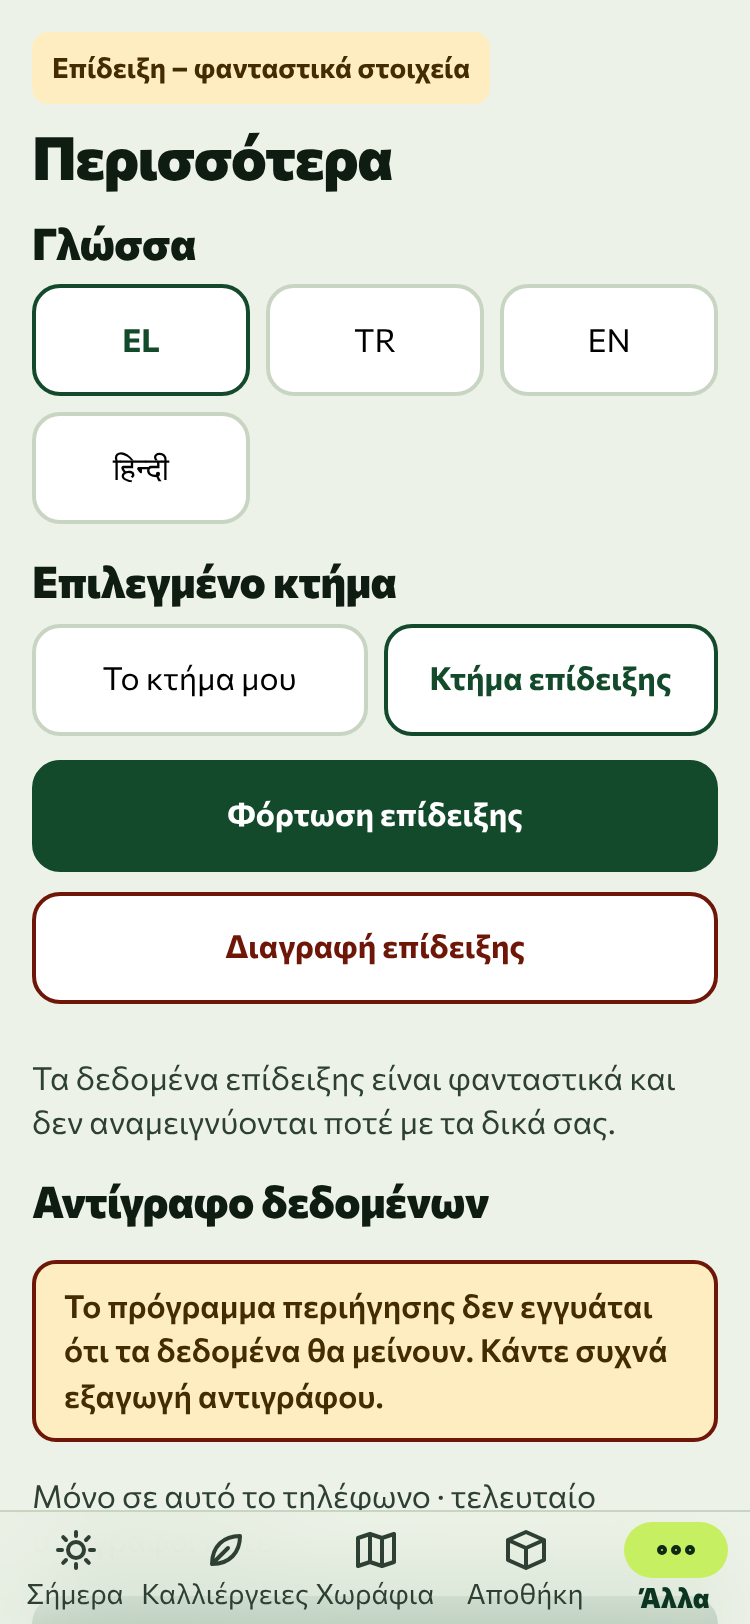 Επίδειξη – φανταστικά στοιχεία
Περισσότερα
Γλώσσα
EL
TR
EN
हिन्दी
Επιλεγμένο κτήμα
Το κτήμα μου
Κτήμα επίδειξης
Φόρτωση επίδειξης
Διαγραφή επίδειξης
Τα δεδομένα επίδειξης είναι φανταστικά και
δεν αναμειγνύονται ποτέ με τα δικά σας.
Αντίγραφο δεδομένων
Το πρόγραμμα περιήγησης δεν εγγυάται
ότι τα δεδομένα θα μείνουν. Κάντε συχνά
εξαγωγή αντιγράφου.
Μόνο σε αυτό το τηλέφωνο · τελευταίο
Σήμερα
Καλλιέργειες
Χωράφια
Αποθήκη
Άλλα